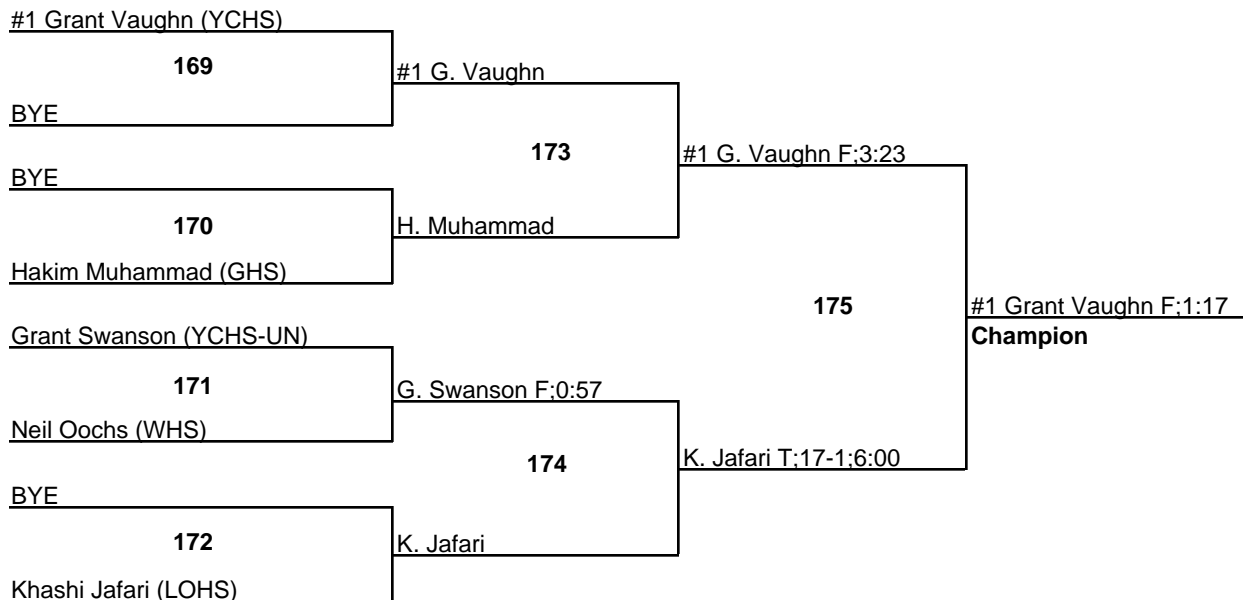 #1 Grant Vaughn (YCHS)
169
#1 G. Vaughn
BYE
173
#1 G. Vaughn F;3:23
BYE
170
H. Muhammad
Hakim Muhammad (GHS)
175
#1 Grant Vaughn F;1:17
Champion
Grant Swanson (YCHS-UN)
171
G. Swanson F;0:57
Neil Oochs (WHS)
174
K. Jafari T;17-1;6:00
BYE
172
K. Jafari
Khashi Jafari (LOHS)